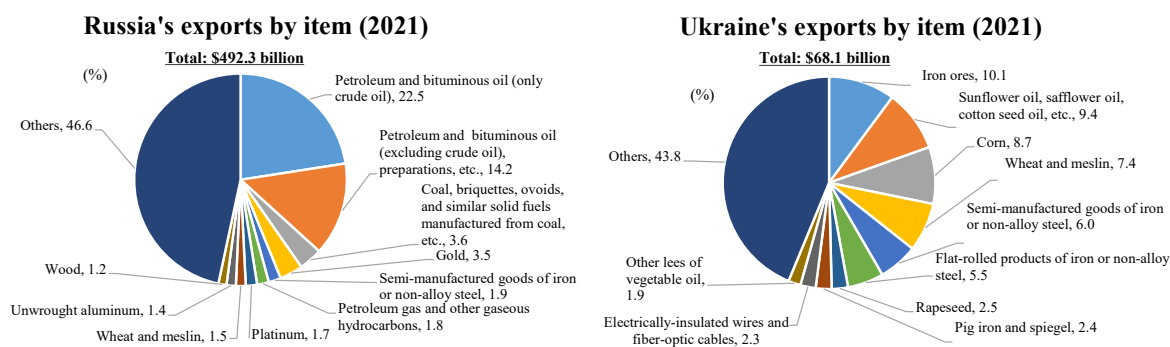 Russia's exports by item (2021)
Total: $492.3 billion
(%)
Petroleum and bituminous oil (only
crude oil), 22.5
Petroleum and bituminous oil
(excluding crude oil),
preparations, etc., 14.2
Coal, briquettes, ovoids,
and similar solid fuels
manufactured from coal,
etc., 3.6
Gold, 3.5
Semi-manufactured goods of iron
or non-alloy steel, 1.9
Petroleum gas and other gaseous
hydrocarbons, 1.8
Platinum, 1.7
Wheat and meslin, 1.5
Unwrought aluminum, 1.4
Wood, 1.2
Others, 46.6
Ukraine's exports by item (2021)
Total: $68.1 billion
(%)
Iron ores, 10.1
Sunflower oil, safflower oil,
cotton seed oil, etc., 9.4
Corn, 8.7
Wheat and meslin, 7.4
Semi-manufactured goods of iron
or non-alloy steel, 6.0
Flat-rolled products of iron or non-alloy
steel, 5.5
Rapeseed, 2.5
Pig iron and spiegel, 2.4
Electrically-insulated wires and
fiber-optic cables, 2.3
Other lees of
vegetable oil,
1.9
Others, 43.8